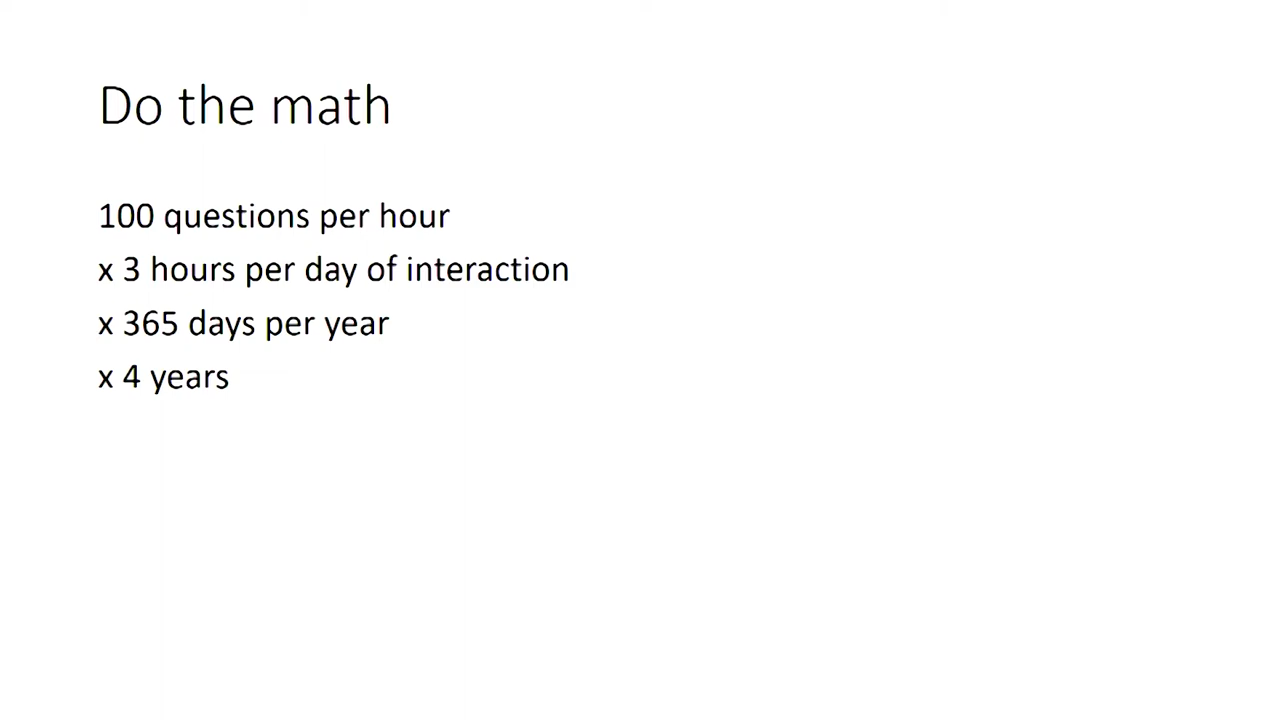 Do the math
100 questions per hour
x 3 hours per day of interaction
x 365 days per year
x 4 years